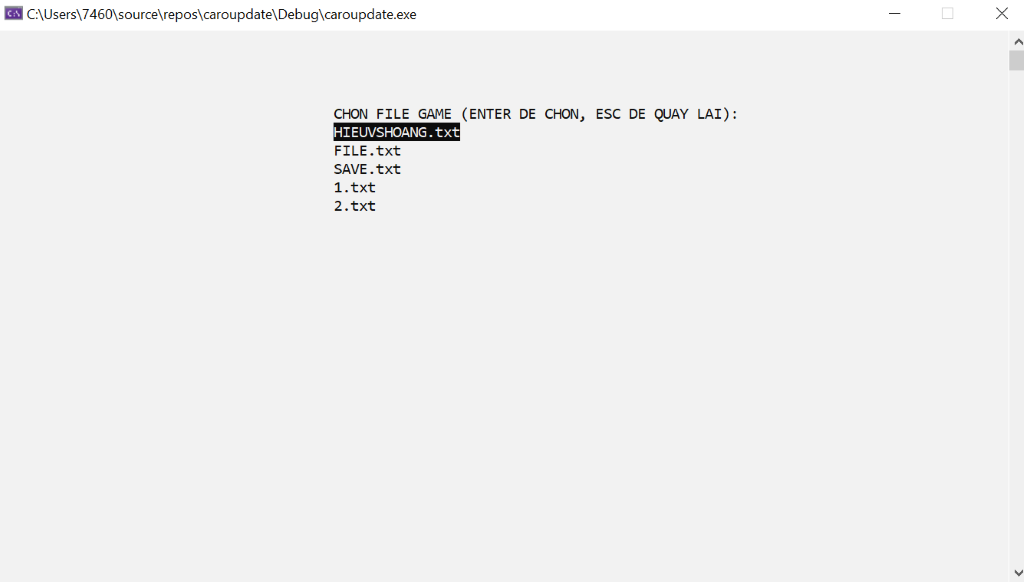 C:\Users\7460\source\repos\caroupdate\Debug\caroupdate.exe
CHON FILE GAME (ENTER DE CHON, ESC DE QUAY LAI):
HIEUVSHOANG.txt
FILE.txt
SAVE.txt
1.txt
2.txt